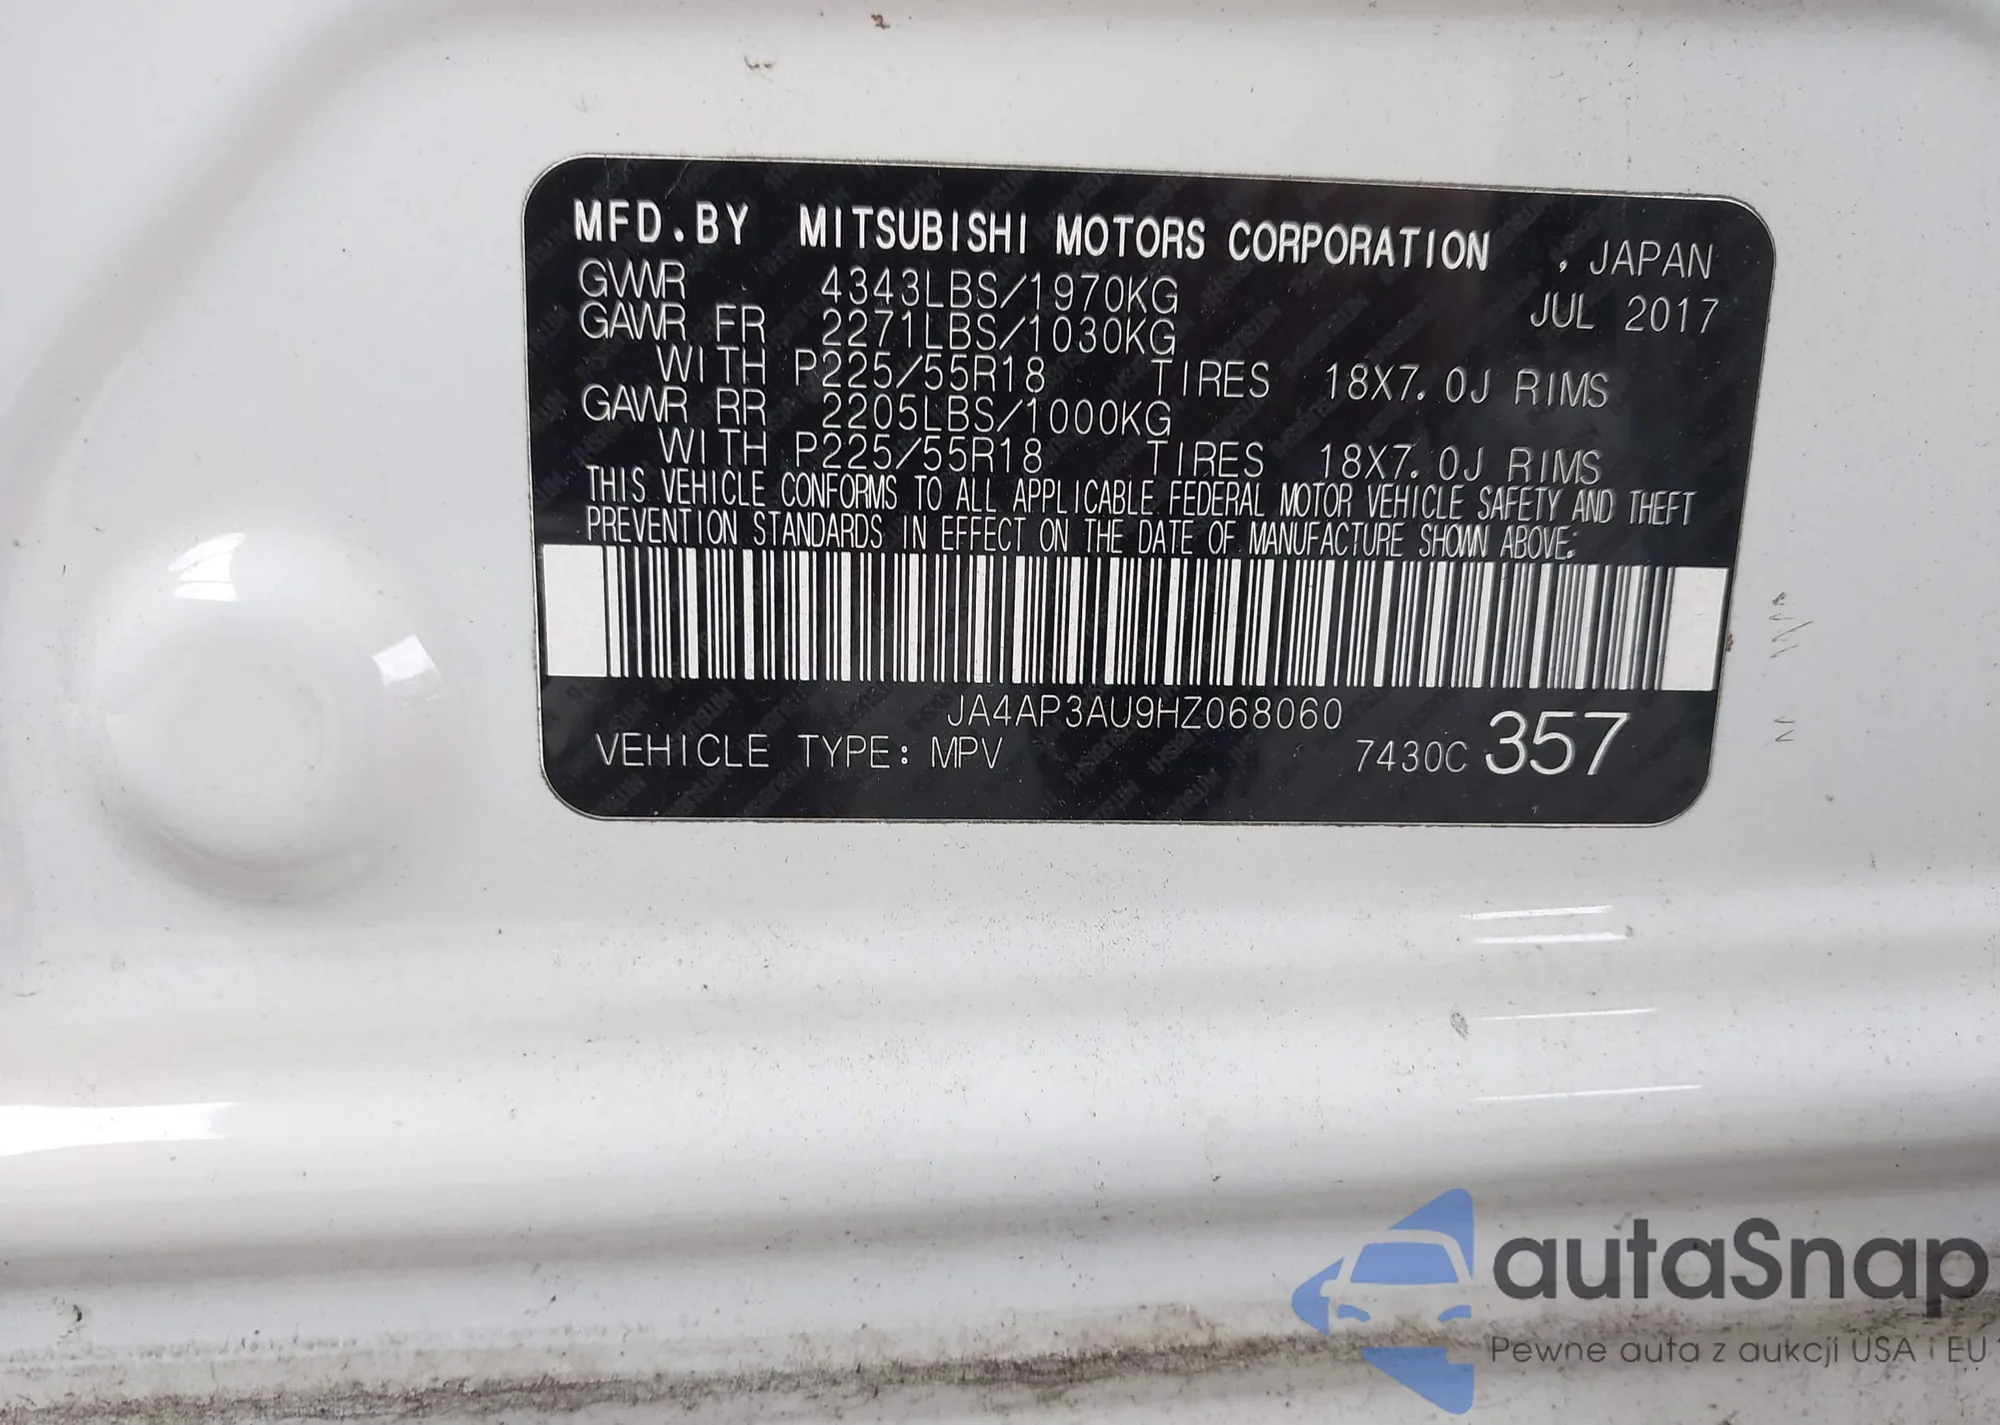 MFD.BY MITSUBISHI MOTORS CORPORATION , JAPAN
GVWR 4343LBS/1970KG JUL 2017
GAWR FR 2271LBS/1030KG
WITH P225/55R18 TIRES 18X7.0J RIMS
GAWR RR 2205LBS/1000KG
WITH P225/55R18 TIRES 18X7.0J RIMS
THIS VEHICLE CONFORMS TO ALL APPLICABLE FEDERAL MOTOR VEHICLE SAFETY AND THEFT
PREVENTION STANDARDS IN EFFECT ON THE DATE OF MANUFACTURE SHOWN ABOVE.
JA4AP3AU9HZ068060
VEHICLE TYPE: MPV 7430C 357
autaSnap
Pewne auta z aukcji USA i EU